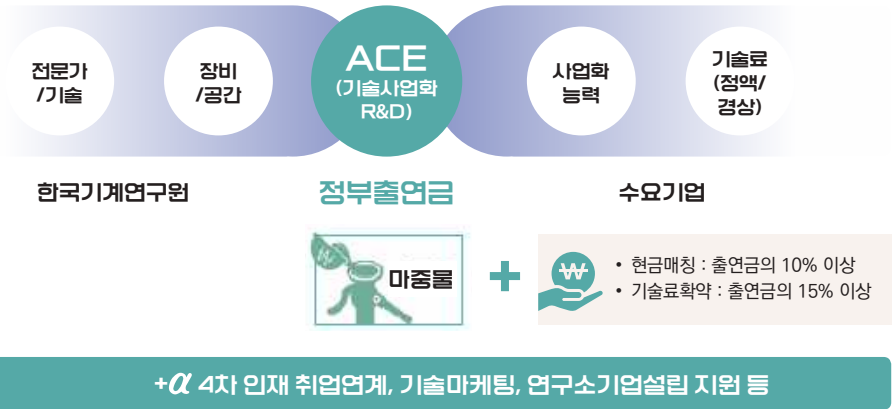 전문가
/기술
장비
/공간
ACE
(기술사업화
R&D)
사업화
능력
기술료
(정액/
경상)
한국기계연구원
정부출연금
수요기업
마중물
+
₩
• 현금매칭 : 출연금의 10% 이상
• 기술료확약 : 출연금의 15% 이상
+α 4차 인재 취업연계, 기술마케팅, 연구소기업설립 지원 등